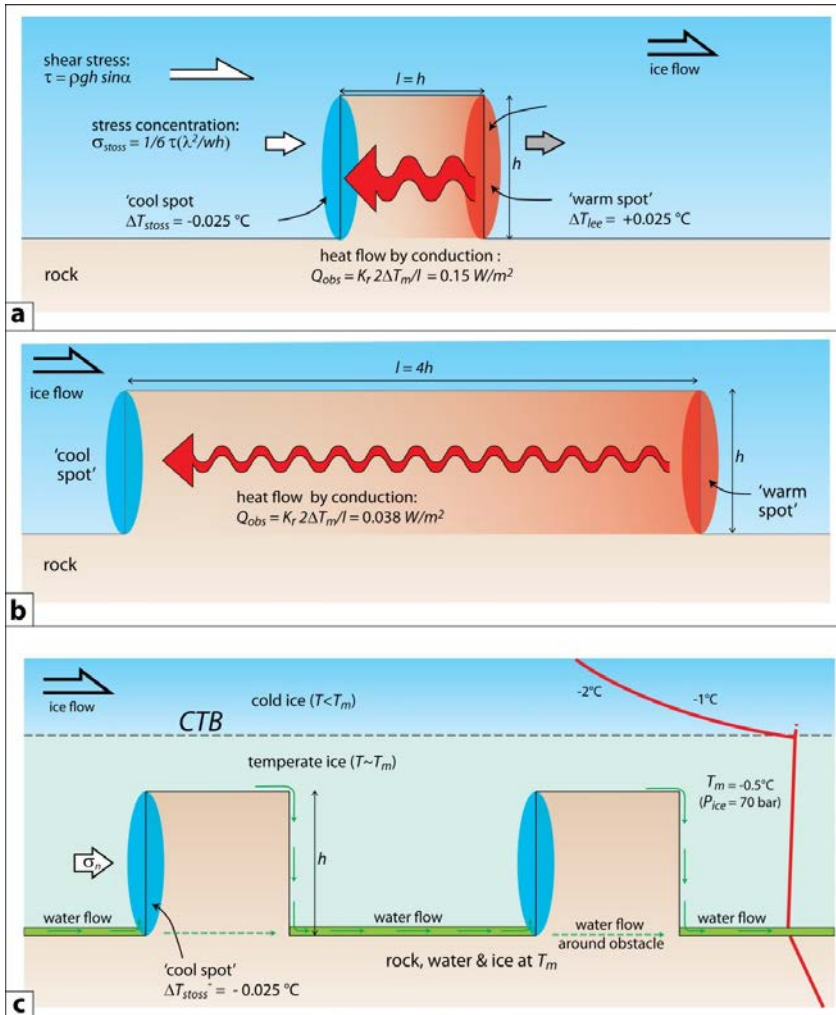 shear stress:
τ = ρgh sinα
ice flow
l = h
stress concentration:
σstoss = 1/6 τ(λ²/wh)
h
'cool spot
ΔTstoss = -0.025 °C
'warm spot'
ΔTlee = +0.025 °C
heat flow by conduction :
Qobs = Kr 2ΔTm/l = 0.15 W/m²
rock
a
ice flow
l = 4h
'cool
spot'
h
heat flow by conduction:
Qobs = Kr 2ΔTm/l = 0.038 W/m²
'warm
spot'
rock
b
ice flow
cold ice (T<Tm)
-2°C
-1°C
CTB
temperate ice (T~Tm)
Tm = -0.5°C
(Pice = 70 bar)
σn
h
water flow
water flow
water flow
around obstacle
water flow
'cool spot'
ΔTstoss = - 0.025 °C
rock, water & ice at Tm
c